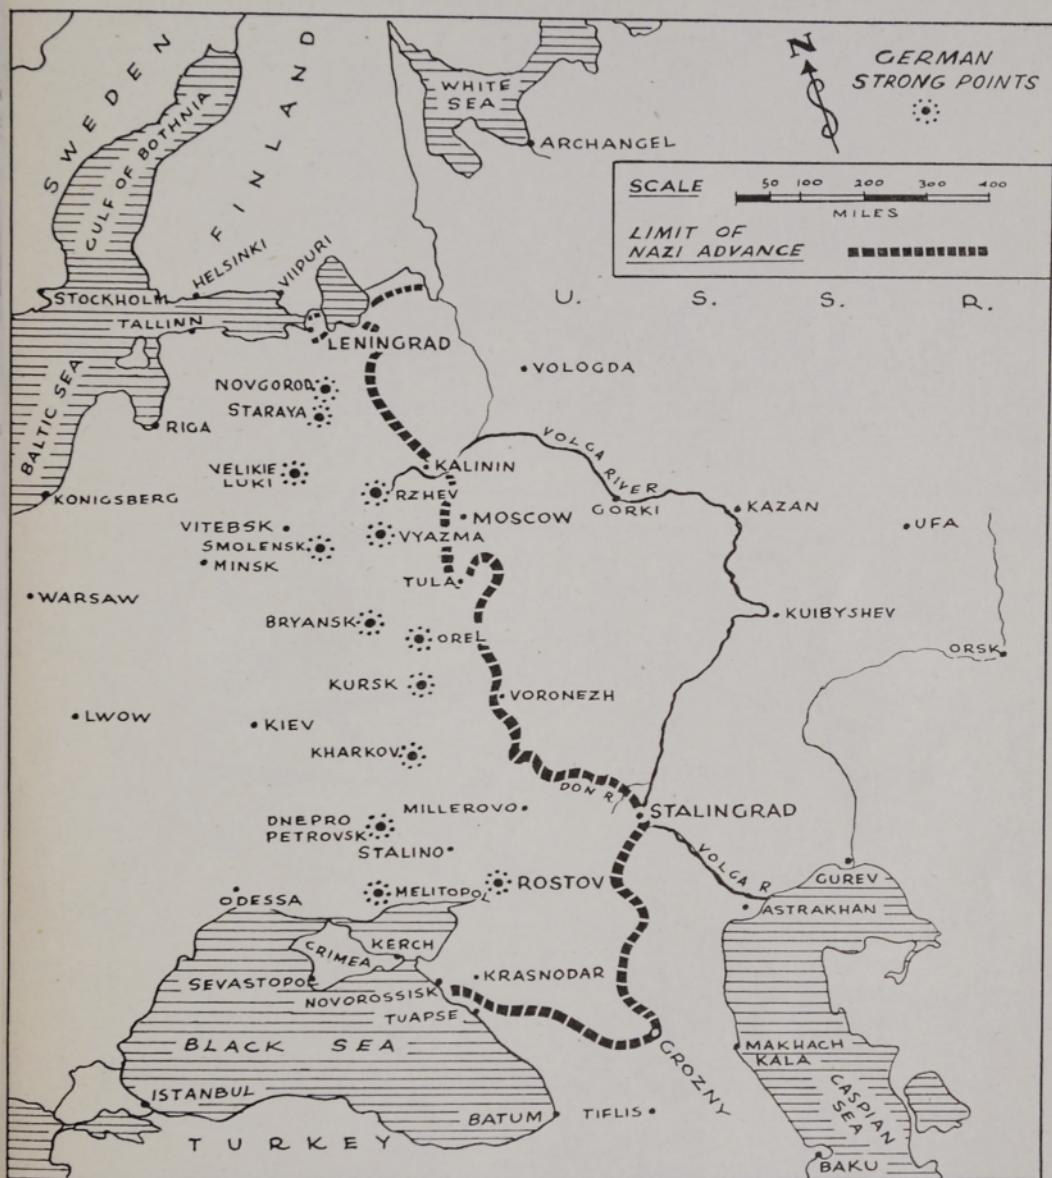 SWEDEN
GULF OF BOTHNIA
FINLAND
WHITE
SEA
ARCHANGEL
N
GERMAN
STRONG POINTS
SCALE
50 100 200 300 400
MILES
LIMIT OF
NAZI ADVANCE
U. S. S. R.
HELSINKI
VIIPURI
STOCKHOLM
TALLINN
LENINGRAD
BALTIC SEA
NOVGOROD
STARAYA
VOLOGDA
RIGA
VELIKIE
LUKI
KONIGSBERG
KALININ
RZHEV
VOLGA RIVER
GORKI
KAZAN
UFA
VITEBSK
MOSCOW
SMOLENSK
VYAZMA
MINSK
TULA
WARSAW
BRYANSK
OREL
KUIBYSHEV
ORSK
KURSK
VORONEZH
LWOW
KIEV
KHARKOV
DON R.
MILLEROVO
STALINGRAD
DNEPRO
PETROVSK
STALINO
VOLGA R
GUREV
MELITOPOL
ROSTOV
ODESSA
ASTRAKHAN
CRIMEA
KERCH
SEVASTOPOL
KRASNODAR
NOVOROSSISK
TUAPSE
BLACK SEA
GROZNY
MAKHACH
KALA
CASPIAN
SEA
ISTANBUL
BATUM
TIFLIS
TURKEY
BAKU